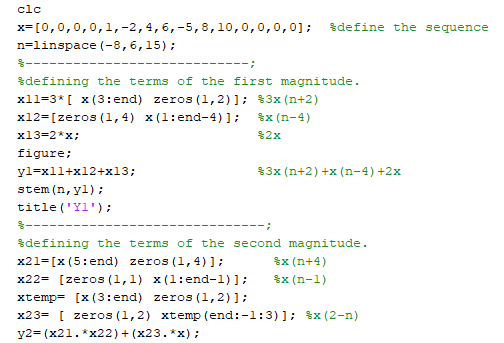 clc
x=[0,0,0,0,1,-2,4,6,-5,8,10,0,0,0,0];  %define the sequence
n=linspace(-8,6,15);
%----------------------------;
%defining the terms of the first magnitude.
x11=3*[ x(3:end) zeros(1,2)]; %3x(n+2)
x12=[zeros(1,4) x(1:end-4)];  %x(n-4)
x13=2*x;                      %2x
figure;
y1=x11+x12+x13;               %3x(n+2)+x(n-4)+2x
stem(n,y1);
title('Y1');
%------------------------------;
%defining the terms of the second magnitude.
x21=[x(5:end) zeros(1,4)];      %x(n+4)
x22= [zeros(1,1) x(1:end-1)];   %x(n-1)
xtemp= [x(3:end) zeros(1,2)];
x23= [ zeros(1,2) xtemp(end:-1:3)]; %x(2-n)
y2=(x21.*x22)+(x23.*x);